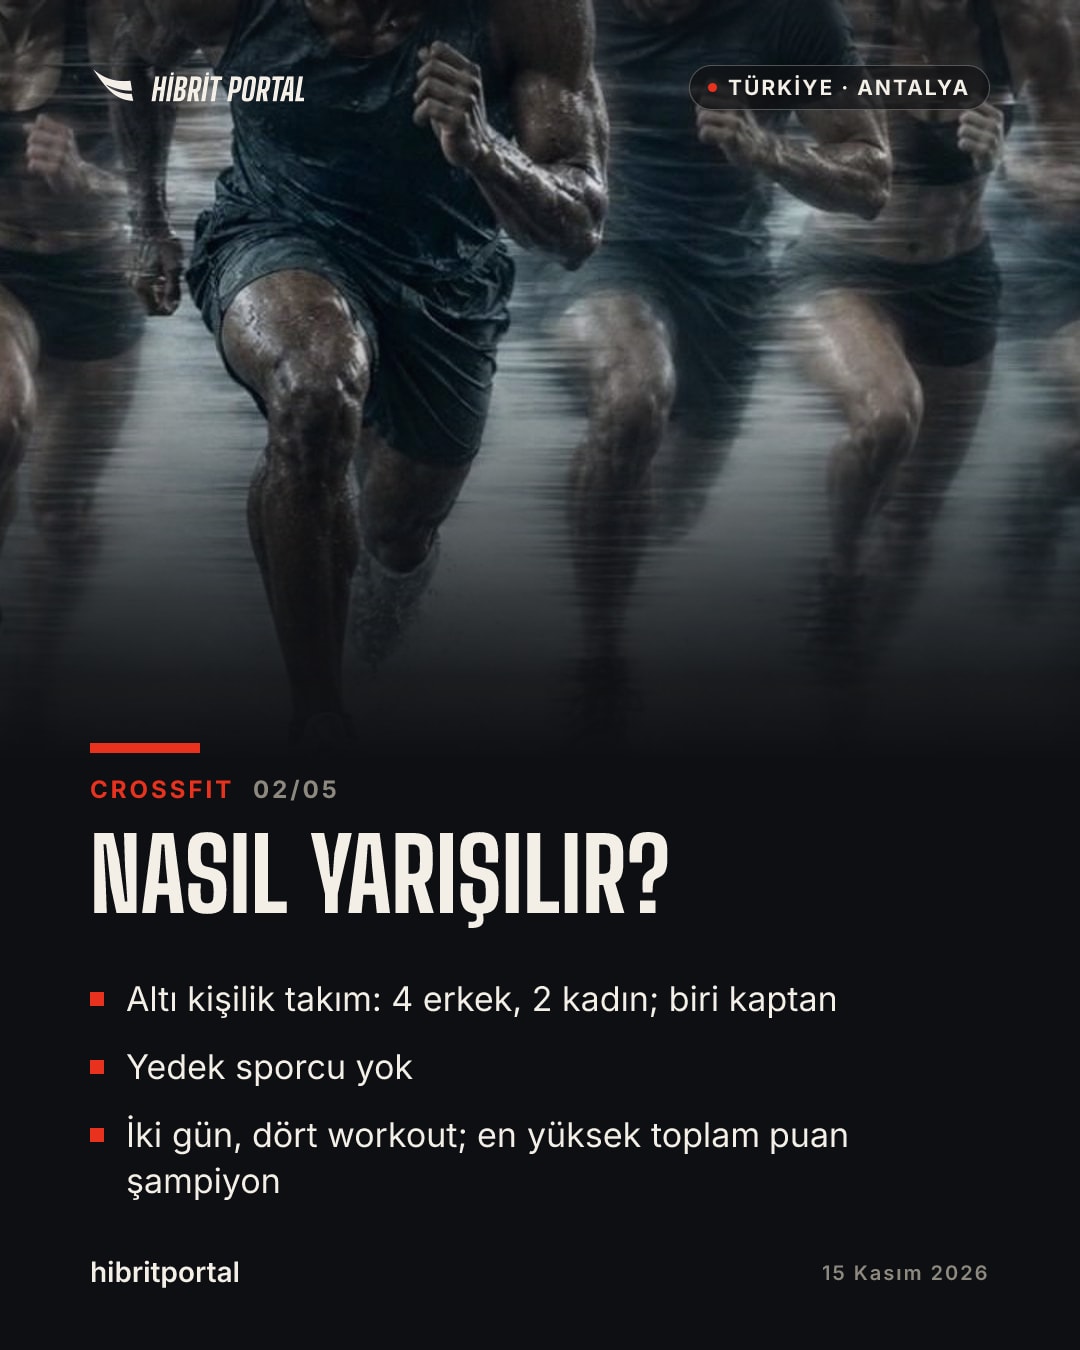 HİBRİT PORTAL
TÜRKİYE · ANTALYA
CROSSFIT 02/05
NASIL YARIŞILIR?
Altı kişilik takım: 4 erkek, 2 kadın; biri kaptan
Yedek sporcu yok
İki gün, dört workout; en yüksek toplam puan
şampiyon
hibritportal
15 Kasım 2026